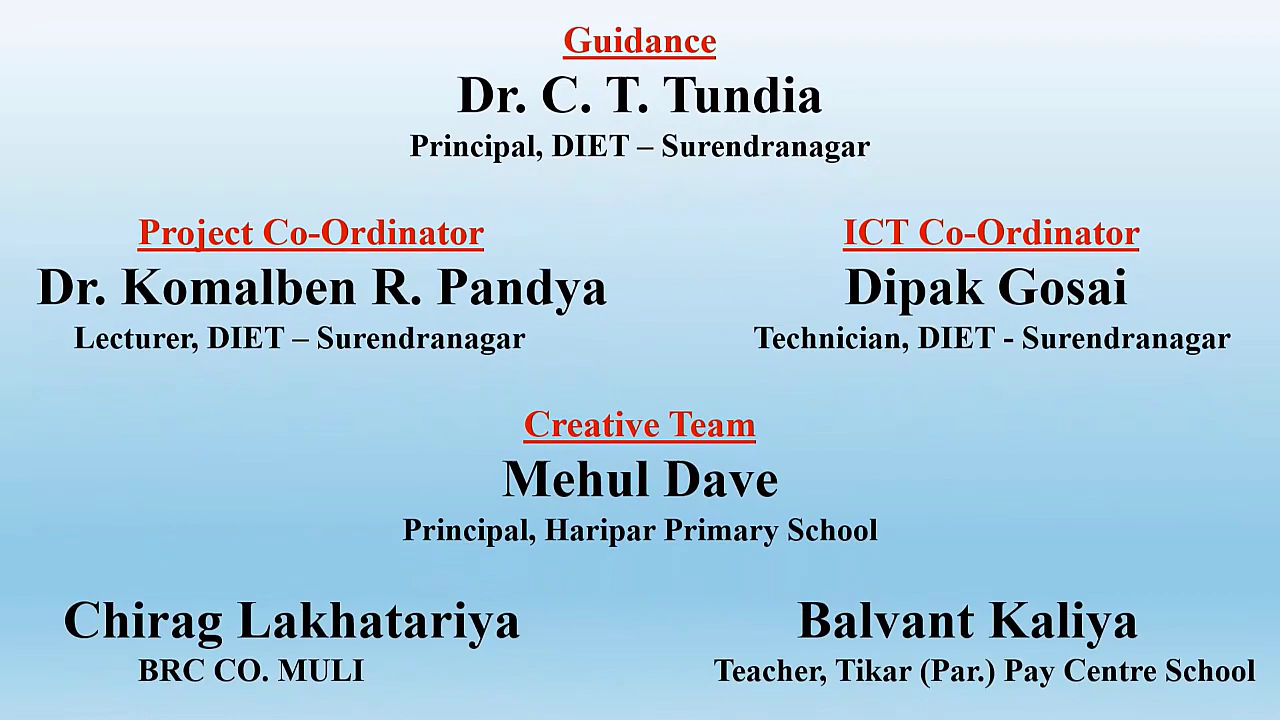 Guidance
Dr. C. T. Tundia
Principal, DIET – Surendranagar
Project Co-Ordinator
Dr. Komalben R. Pandya
Lecturer, DIET – Surendranagar
ICT Co-Ordinator
Dipak Gosai
Technician, DIET - Surendranagar
Creative Team
Mehul Dave
Principal, Haripar Primary School
Chirag Lakhatariya
BRC CO. MULI
Balvant Kaliya
Teacher, Tikar (Par.) Pay Centre School